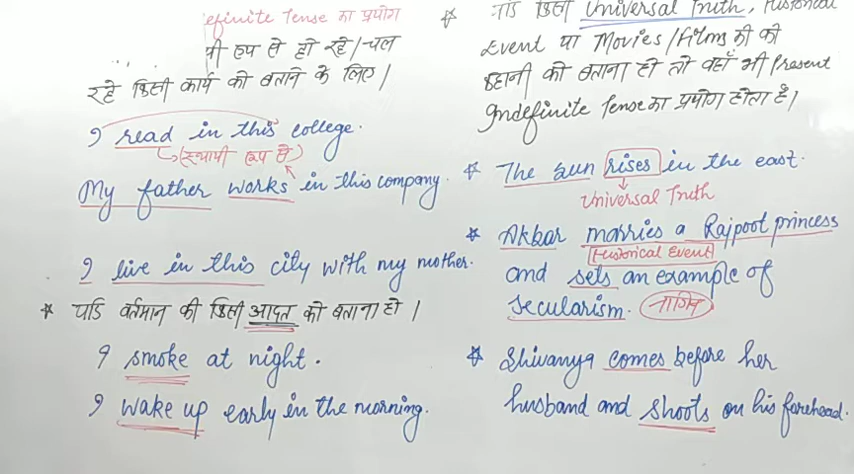 Tense का प्रयोग
रूप से हो रहे / चल
रहे किसी कार्य को बताने के लिए।
I read in this college.
(स्थायी रूप से)
My father works in this company.
I live in this city with my mother.
* यदि वर्तमान की किसी आदत को बताना हो।
I smoke at night.
I wake up early in the morning.
* यदि किसी Universal Truth, Historical
Event या Movies/Films की
कहानी को बताना हो तो वहाँ भी Present
Indefinite Tense का प्रयोग होता है।
* The sun rises in the east.
Universal Truth
* Akbar marries a Rajpoot princess
Historical Event
and sets an example of
secularism. नागिन
* Shivanya comes before her
husband and shoots on his forehead.